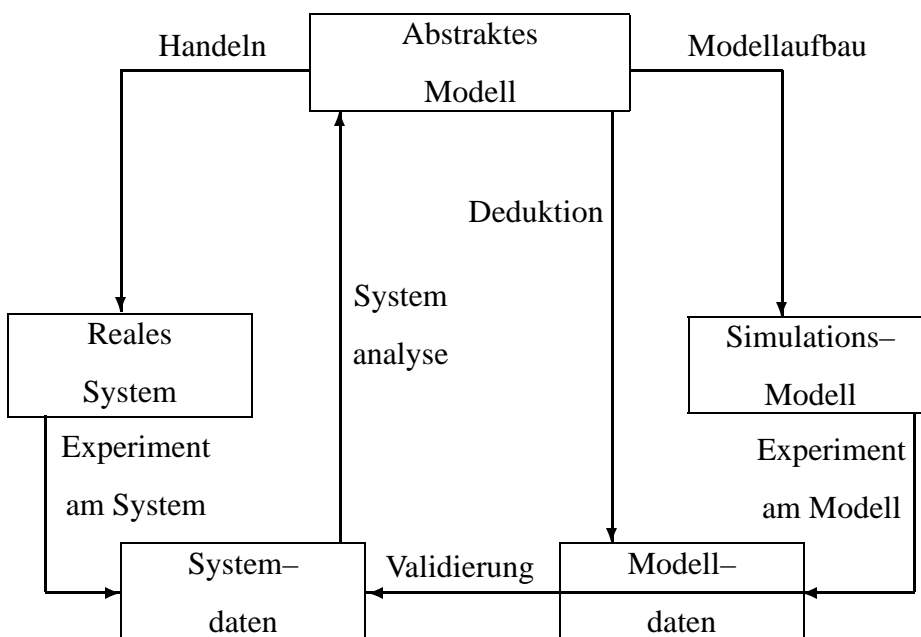 Handeln
Abstraktes
Modell
Modellaufbau
Deduktion
System
analyse
Reales
System
Simulations–
Modell
Experiment
am System
Experiment
am Modell
System–
daten
Validierung
Modell–
daten